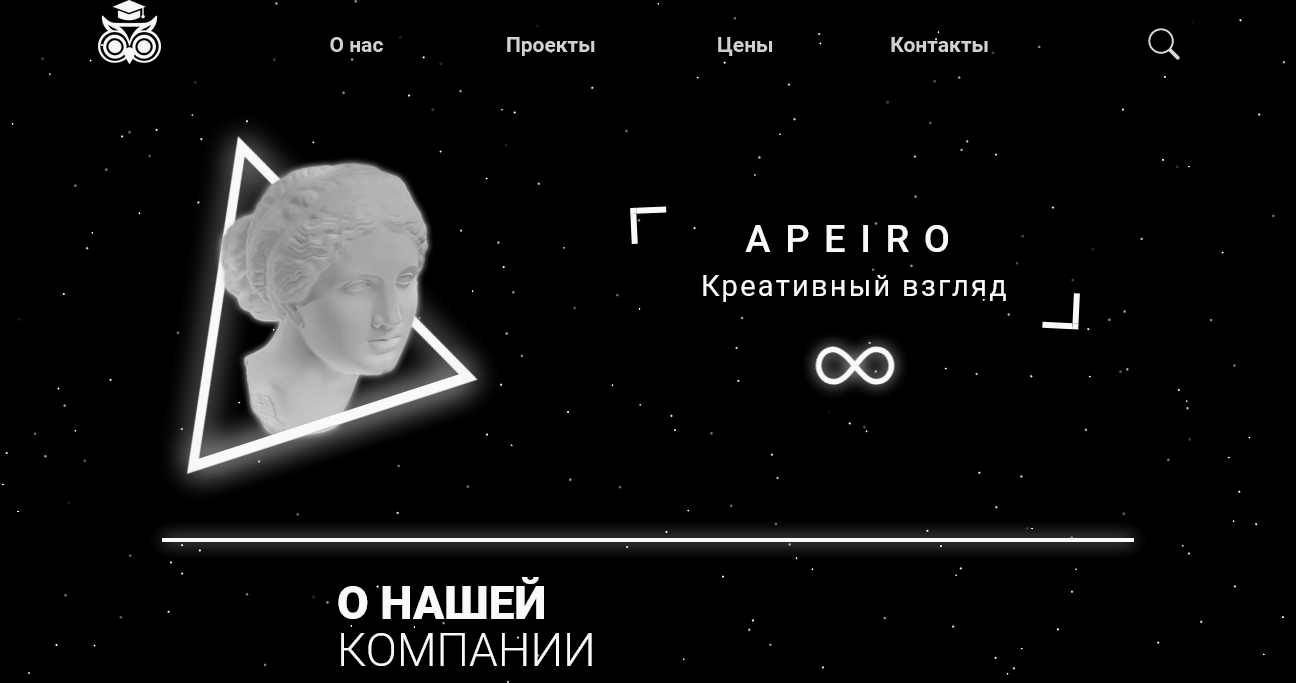 О нас
Проекты
Цены
Контакты
APEIRO
Креативный взгляд
О НАШЕЙ
КОМПАНИИ